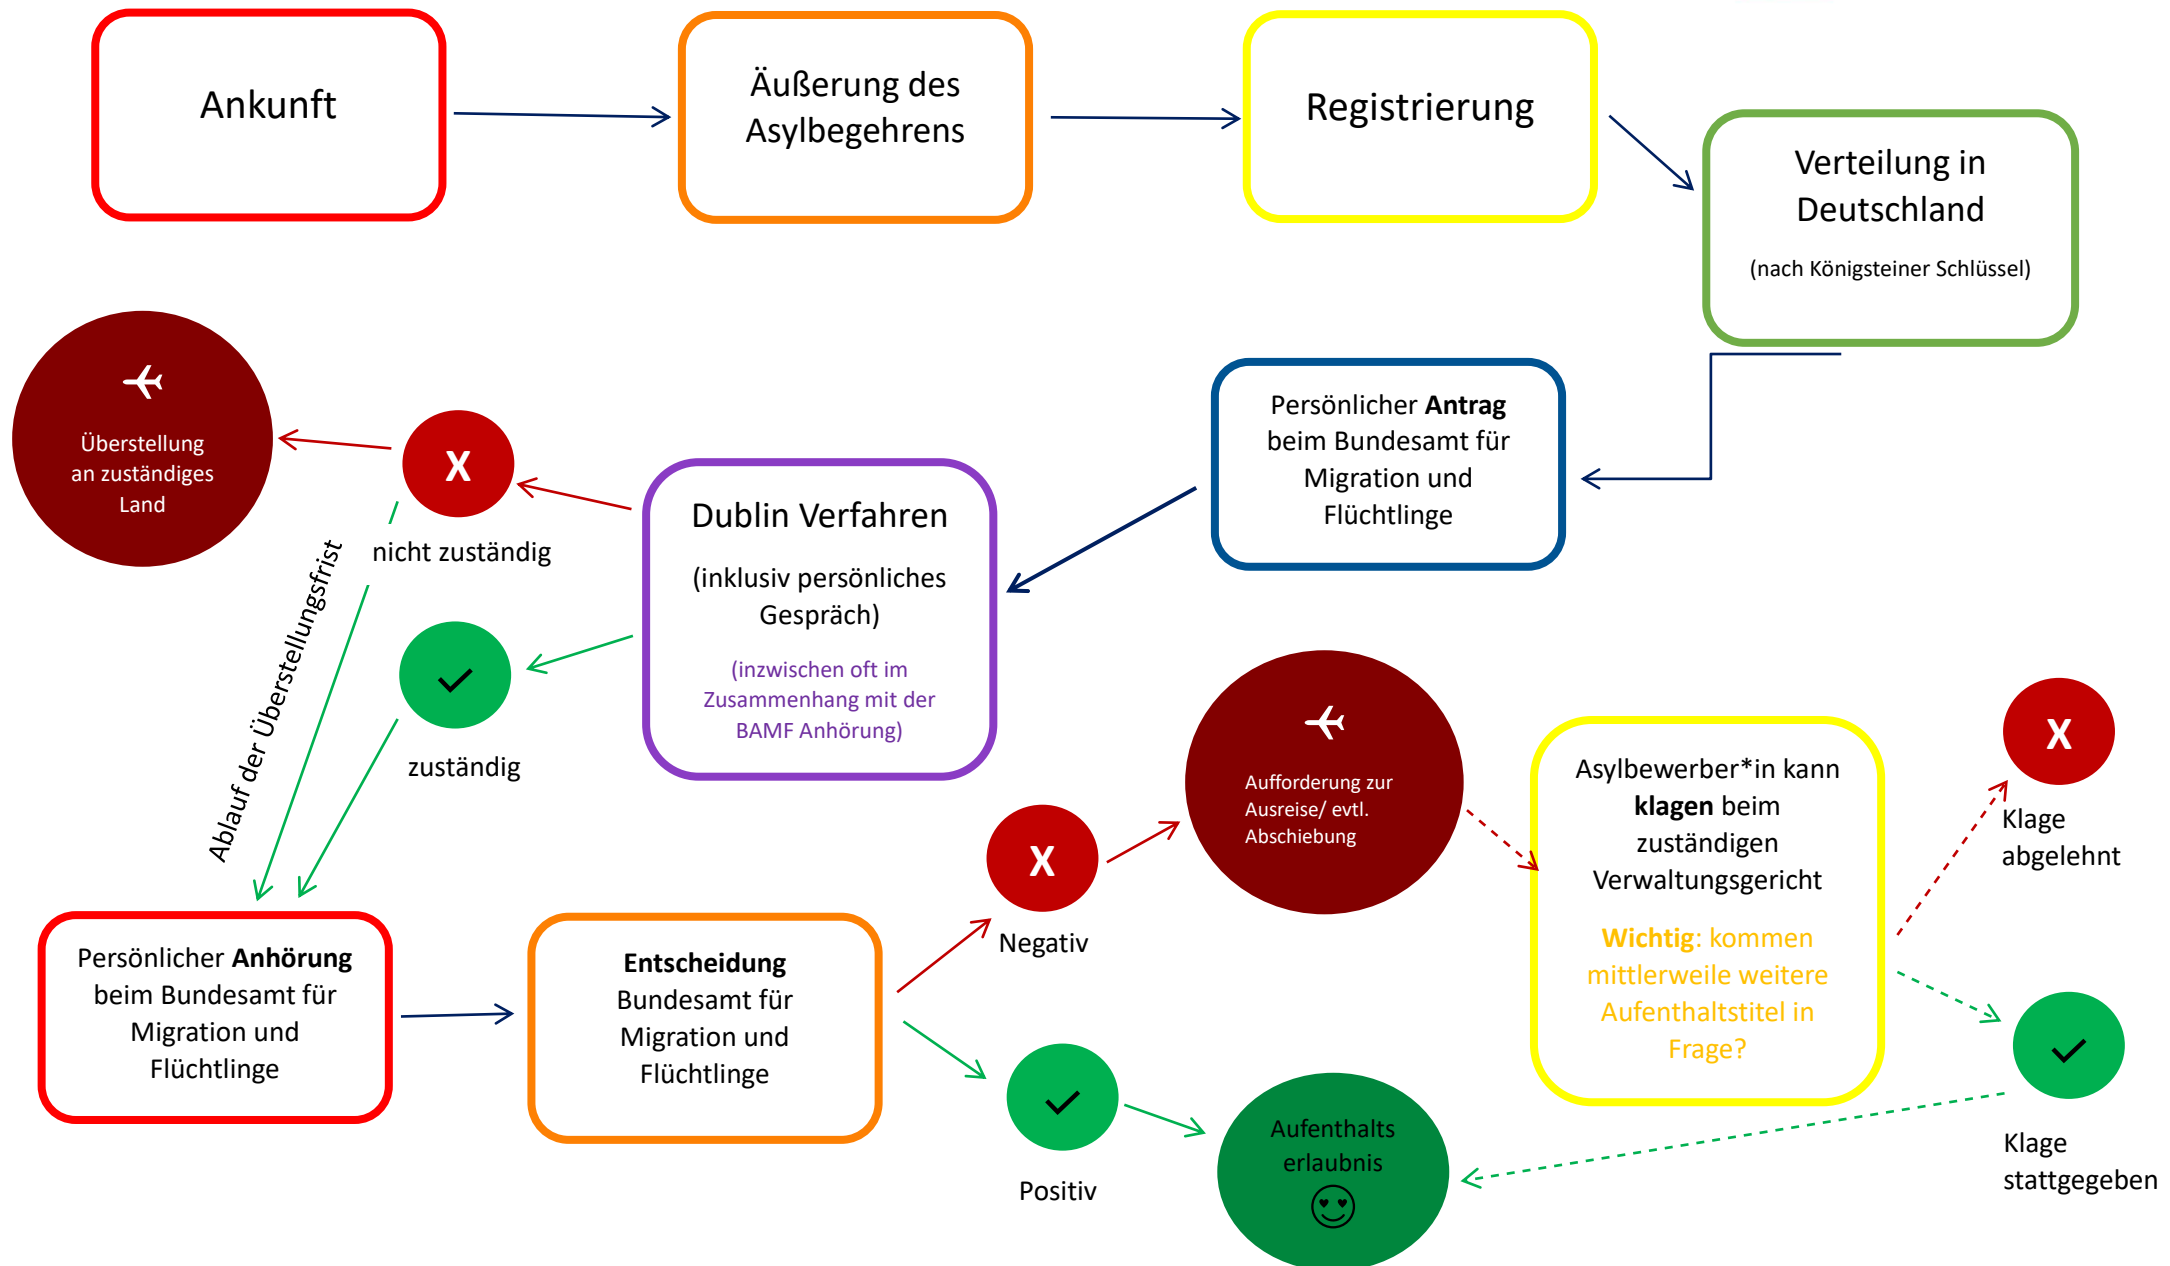 Ankunft
Äußerung des
Asylbegehrens
Registrierung
Verteilung in
Deutschland
(nach Königsteiner Schlüssel)
Persönlicher Antrag
beim Bundesamt für
Migration und
Flüchtlinge
Dublin Verfahren
(inklusiv persönliches
Gespräch)
(inzwischen oft im
Zusammenhang mit der
BAMF Anhörung)
X
nicht zuständig
Überstellung
an zuständiges
Land
Ablauf der Überstellungsfrist
zuständig
Persönlicher Anhörung
beim Bundesamt für
Migration und
Flüchtlinge
Entscheidung
Bundesamt für
Migration und
Flüchtlinge
X
Negativ
Aufforderung zur
Ausreise/ evtl.
Abschiebung
Positiv
Aufenthalts
erlaubnis
Asylbewerber*in kann
klagen beim
zuständigen
Verwaltungsgericht
Wichtig: kommen
mittlerweile weitere
Aufenthaltstitel in
Frage?
X
Klage
abgelehnt
Klage
stattgegeben